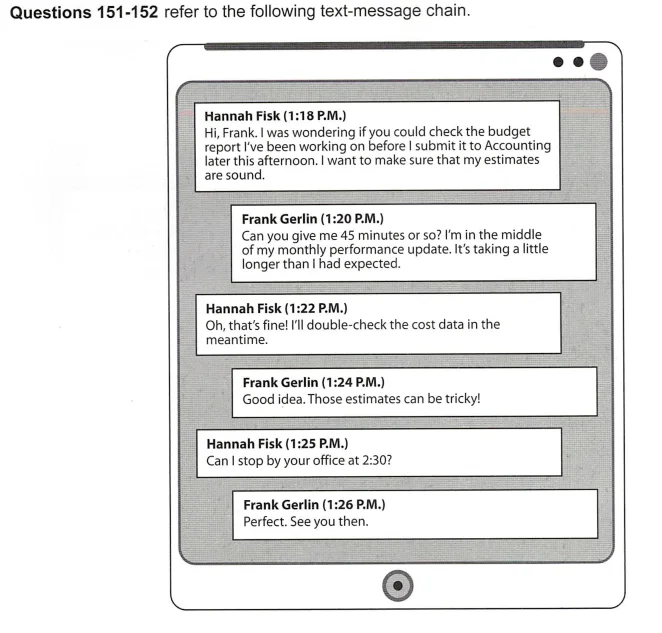 Questions 151-152 refer to the following text-message chain.
Hannah Fisk (1:18 P.M.)
Hi, Frank. I was wondering if you could check the budget
report I've been working on before I submit it to Accounting
later this afternoon. I want to make sure that my estimates
are sound.
Frank Gerlin (1:20 P.M.)
Can you give me 45 minutes or so? I'm in the middle
of my monthly performance update. It's taking a little
longer than I had expected.
Hannah Fisk (1:22 P.M.)
Oh, that's fine! I'll double-check the cost data in the
meantime.
Frank Gerlin (1:24 P.M.)
Good idea. Those estimates can be tricky!
Hannah Fisk (1:25 P.M.)
Can I stop by your office at 2:30?
Frank Gerlin (1:26 P.M.)
Perfect. See you then.